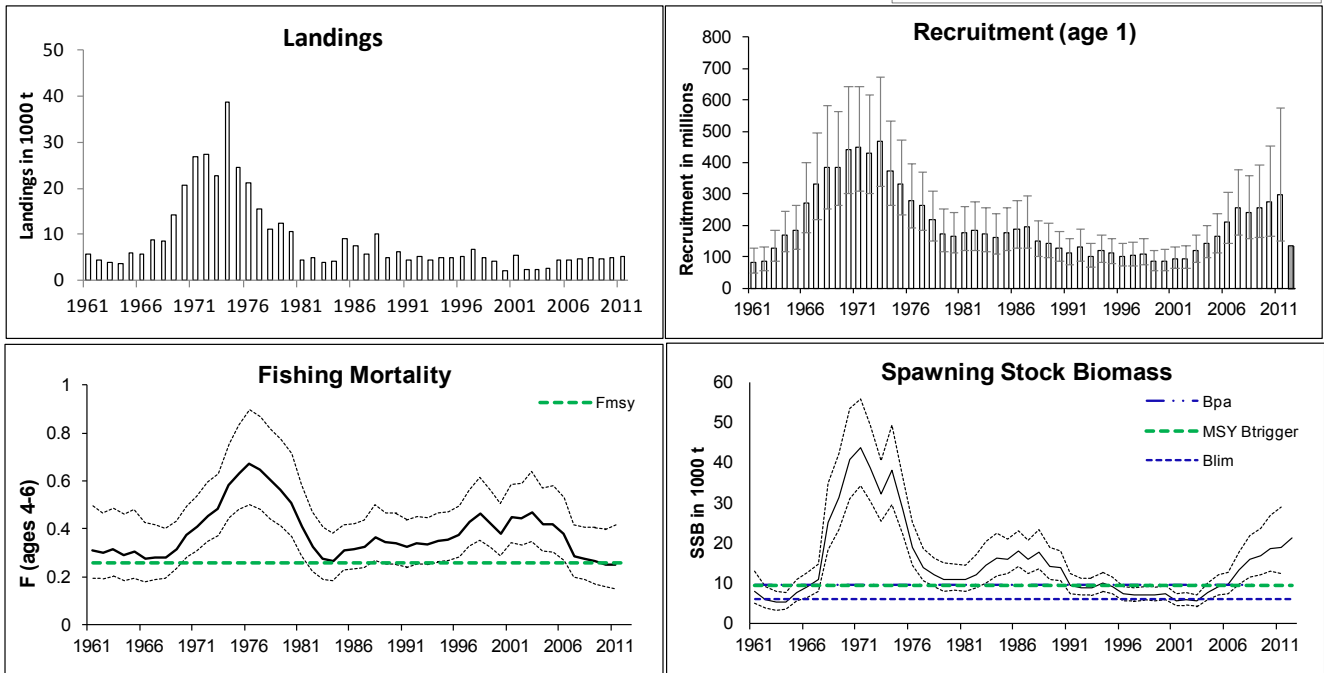 Landings
Landings in 1000 t
50
40
30
20
10
0
1961 1966 1971 1976 1981 1986 1991 1996 2001 2006 2011
Recruitment (age 1)
Recruitment in millions
800
700
600
500
400
300
200
100
0
1961 1966 1971 1976 1981 1986 1991 1996 2001 2006 2011
Fishing Mortality
F (ages 4-6)
1
0.8
0.6
0.4
0.2
0
Fmsy
1961 1966 1971 1976 1981 1986 1991 1996 2001 2006 2011
Spawning Stock Biomass
SSB in 1000 t
60
50
40
30
20
10
0
Bpa
MSY Btrigger
Blim
1961 1966 1971 1976 1981 1986 1991 1996 2001 2006 2011